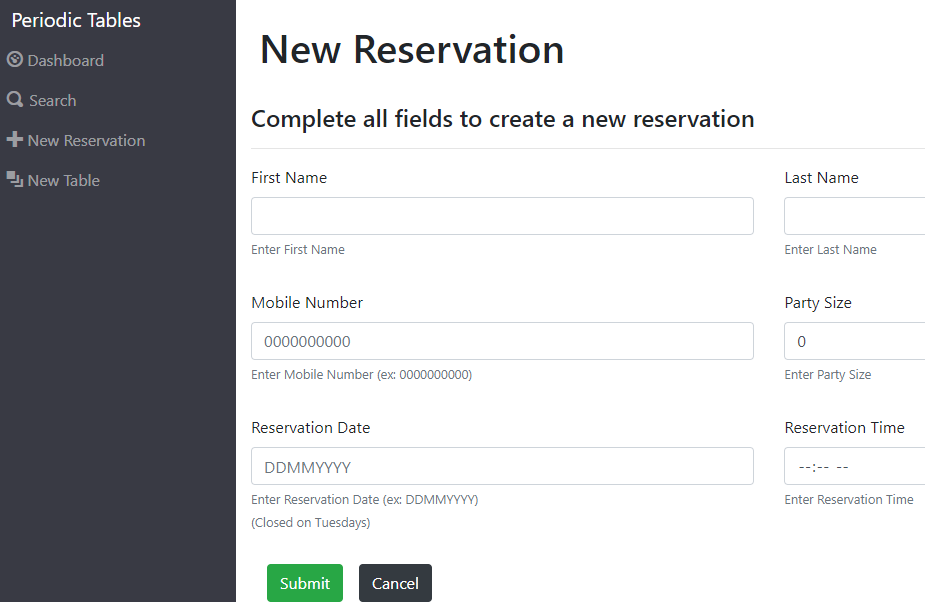 Periodic Tables
Dashboard
Search
New Reservation
New Table
New Reservation
Complete all fields to create a new reservation
First Name
Last Name
Enter First Name
Enter Last Name
Mobile Number
Party Size
0000000000
0
Enter Mobile Number (ex: 0000000000)
Enter Party Size
Reservation Date
Reservation Time
DDMMYYYY
--:-- --
Enter Reservation Date (ex: DDMMYYYY)
Enter Reservation Time
(Closed on Tuesdays)
Submit
Cancel